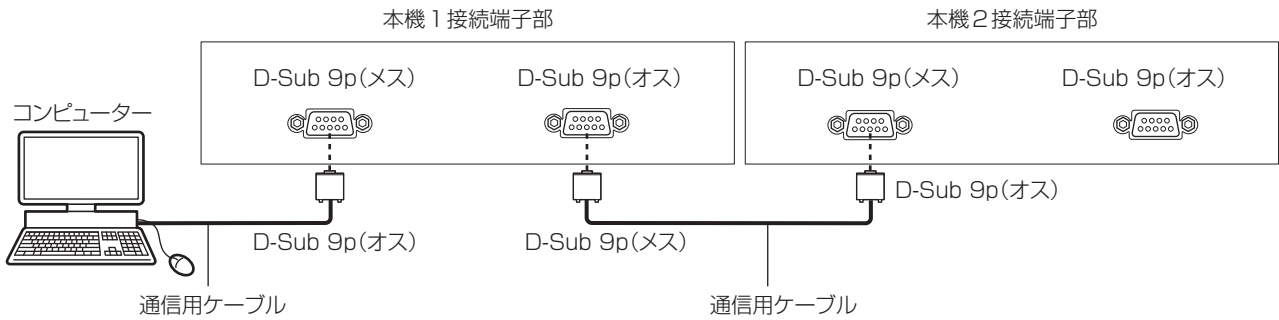 本機1接続端子部
本機2接続端子部
D-Sub 9p(メス)
D-Sub 9p(オス)
D-Sub 9p(メス)
D-Sub 9p(オス)
コンピューター
D-Sub 9p(オス)
D-Sub 9p(オス)
D-Sub 9p(メス)
通信用ケーブル
通信用ケーブル